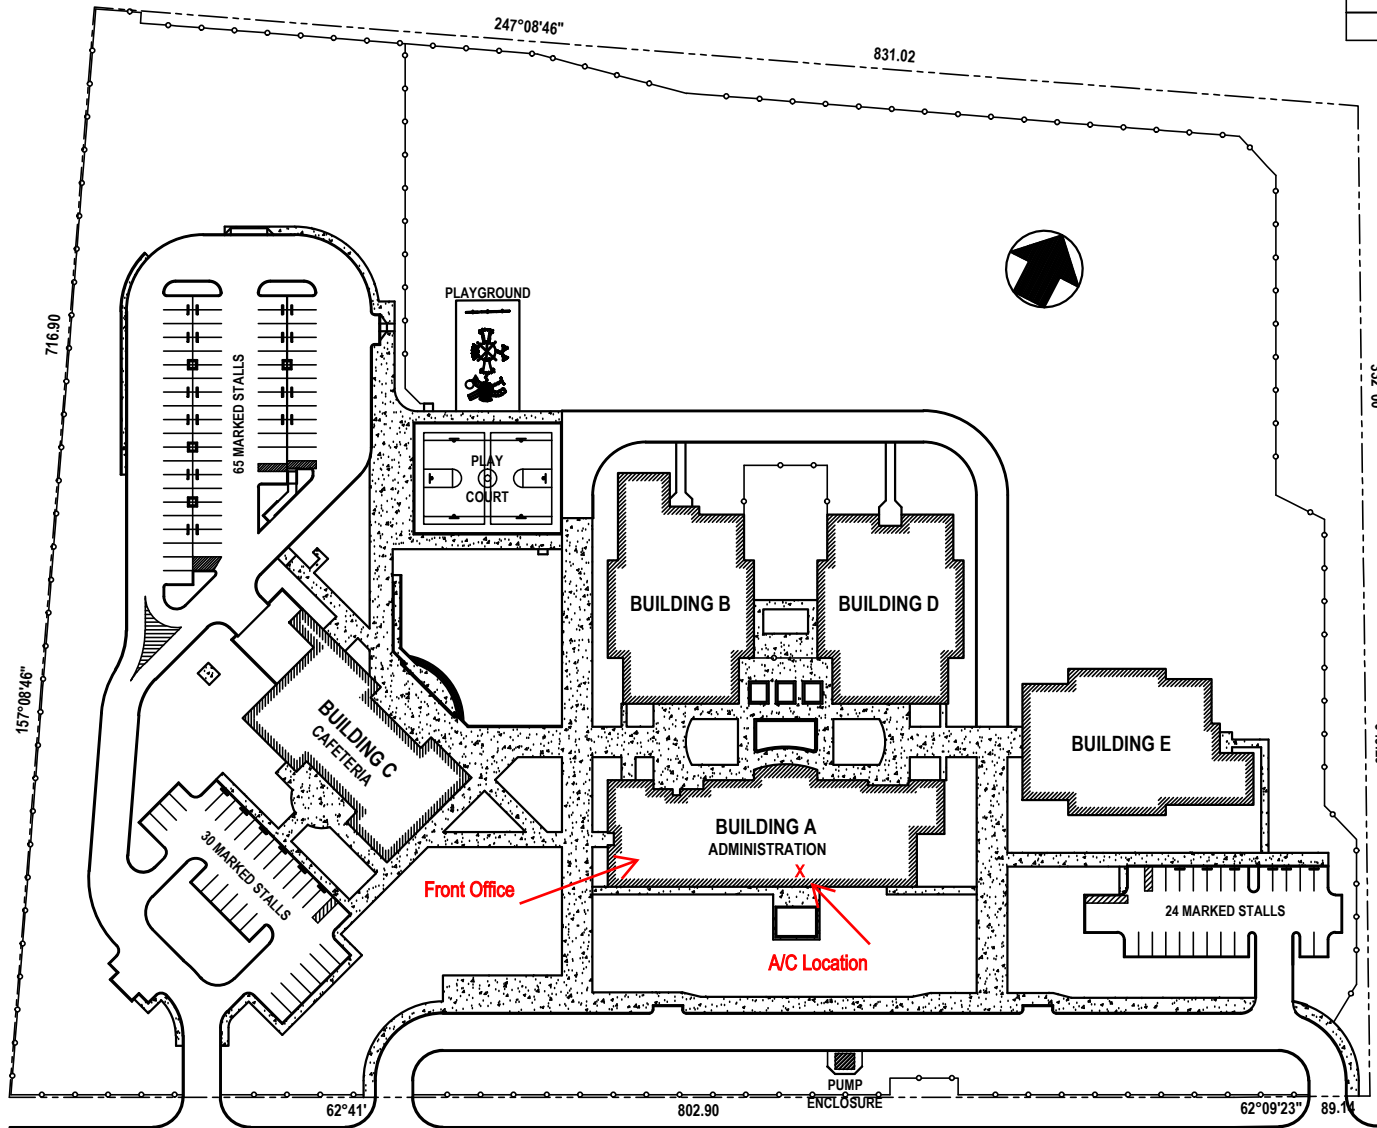 247°08'46"
831.02
716.90
PLAYGROUND
65 MARKED STALLS
PLAY
COURT
BUILDING B
BUILDING D
157°08'46"
BUILDING C
CAFETERIA
BUILDING E
BUILDING A
ADMINISTRATION
X
30 MARKED STALLS
Front Office
24 MARKED STALLS
A/C Location
PUMP
ENCLOSURE
62°41'
802.90
62°09'23"
89.14